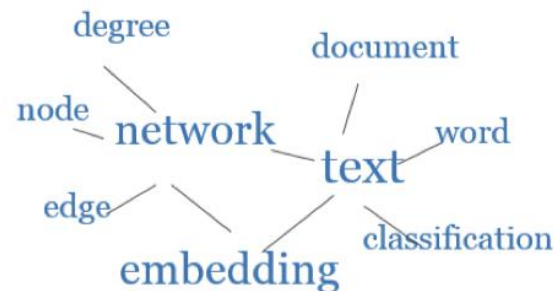 degree
document
node
network
word
text
edge
classification
embedding